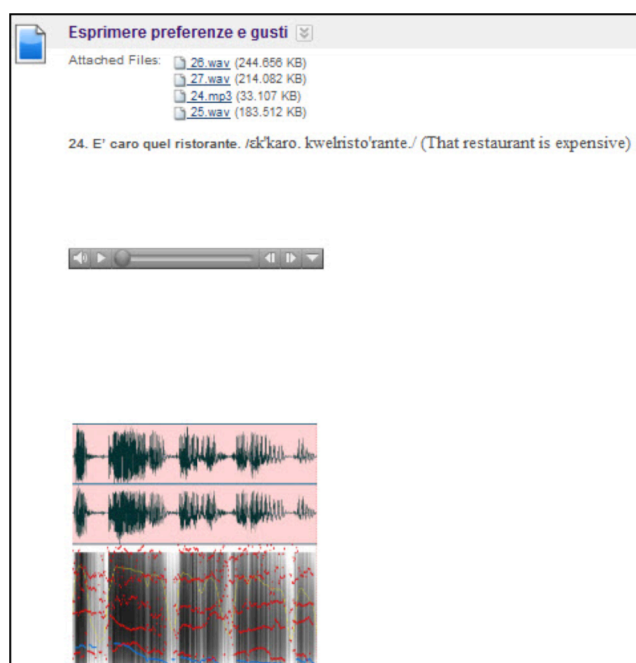 Esprimere preferenze e gusti
Attached Files: 26.wav (244.656 KB)
27.wav (214.082 KB)
24.mp3 (33.107 KB)
25.wav (183.512 KB)
24. E' caro quel ristorante. /εk'karo. kwelristo'rante./ (That restaurant is expensive)